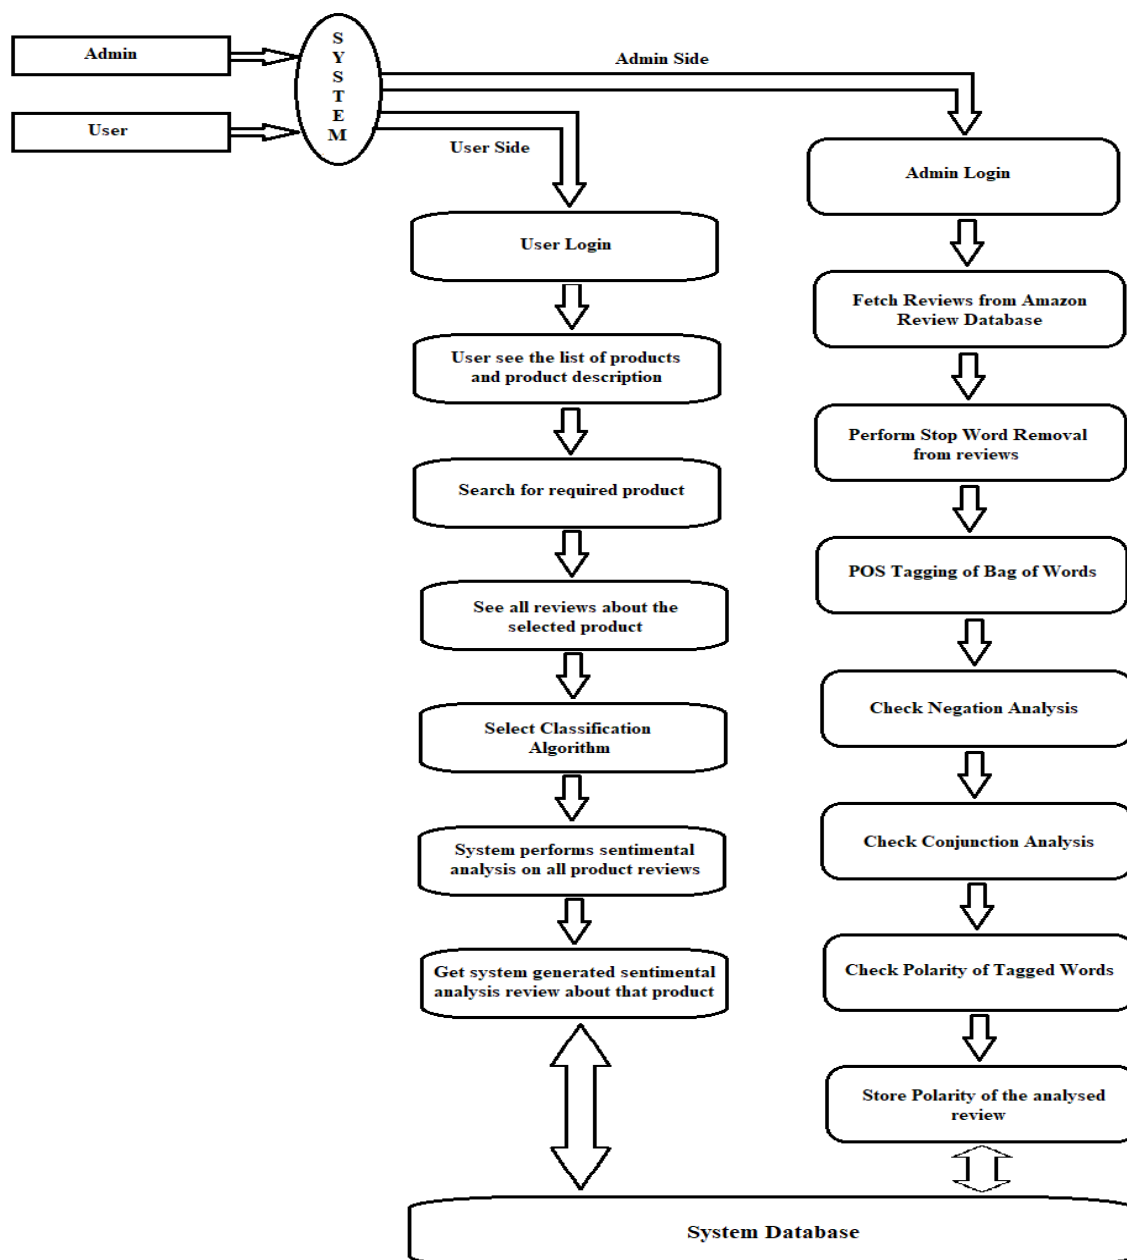 Admin
User
S
Y
S
T
E
M
Admin Side
User Side
User Login
User see the list of products
and product description
Search for required product
See all reviews about the
selected product
Select Classification
Algorithm
System performs sentimental
analysis on all product reviews
Get system generated sentimental
analysis review about that product
Admin Login
Fetch Reviews from Amazon
Review Database
Perform Stop Word Removal
from reviews
POS Tagging of Bag of Words
Check Negation Analysis
Check Conjunction Analysis
Check Polarity of Tagged Words
Store Polarity of the analysed
review
System Database